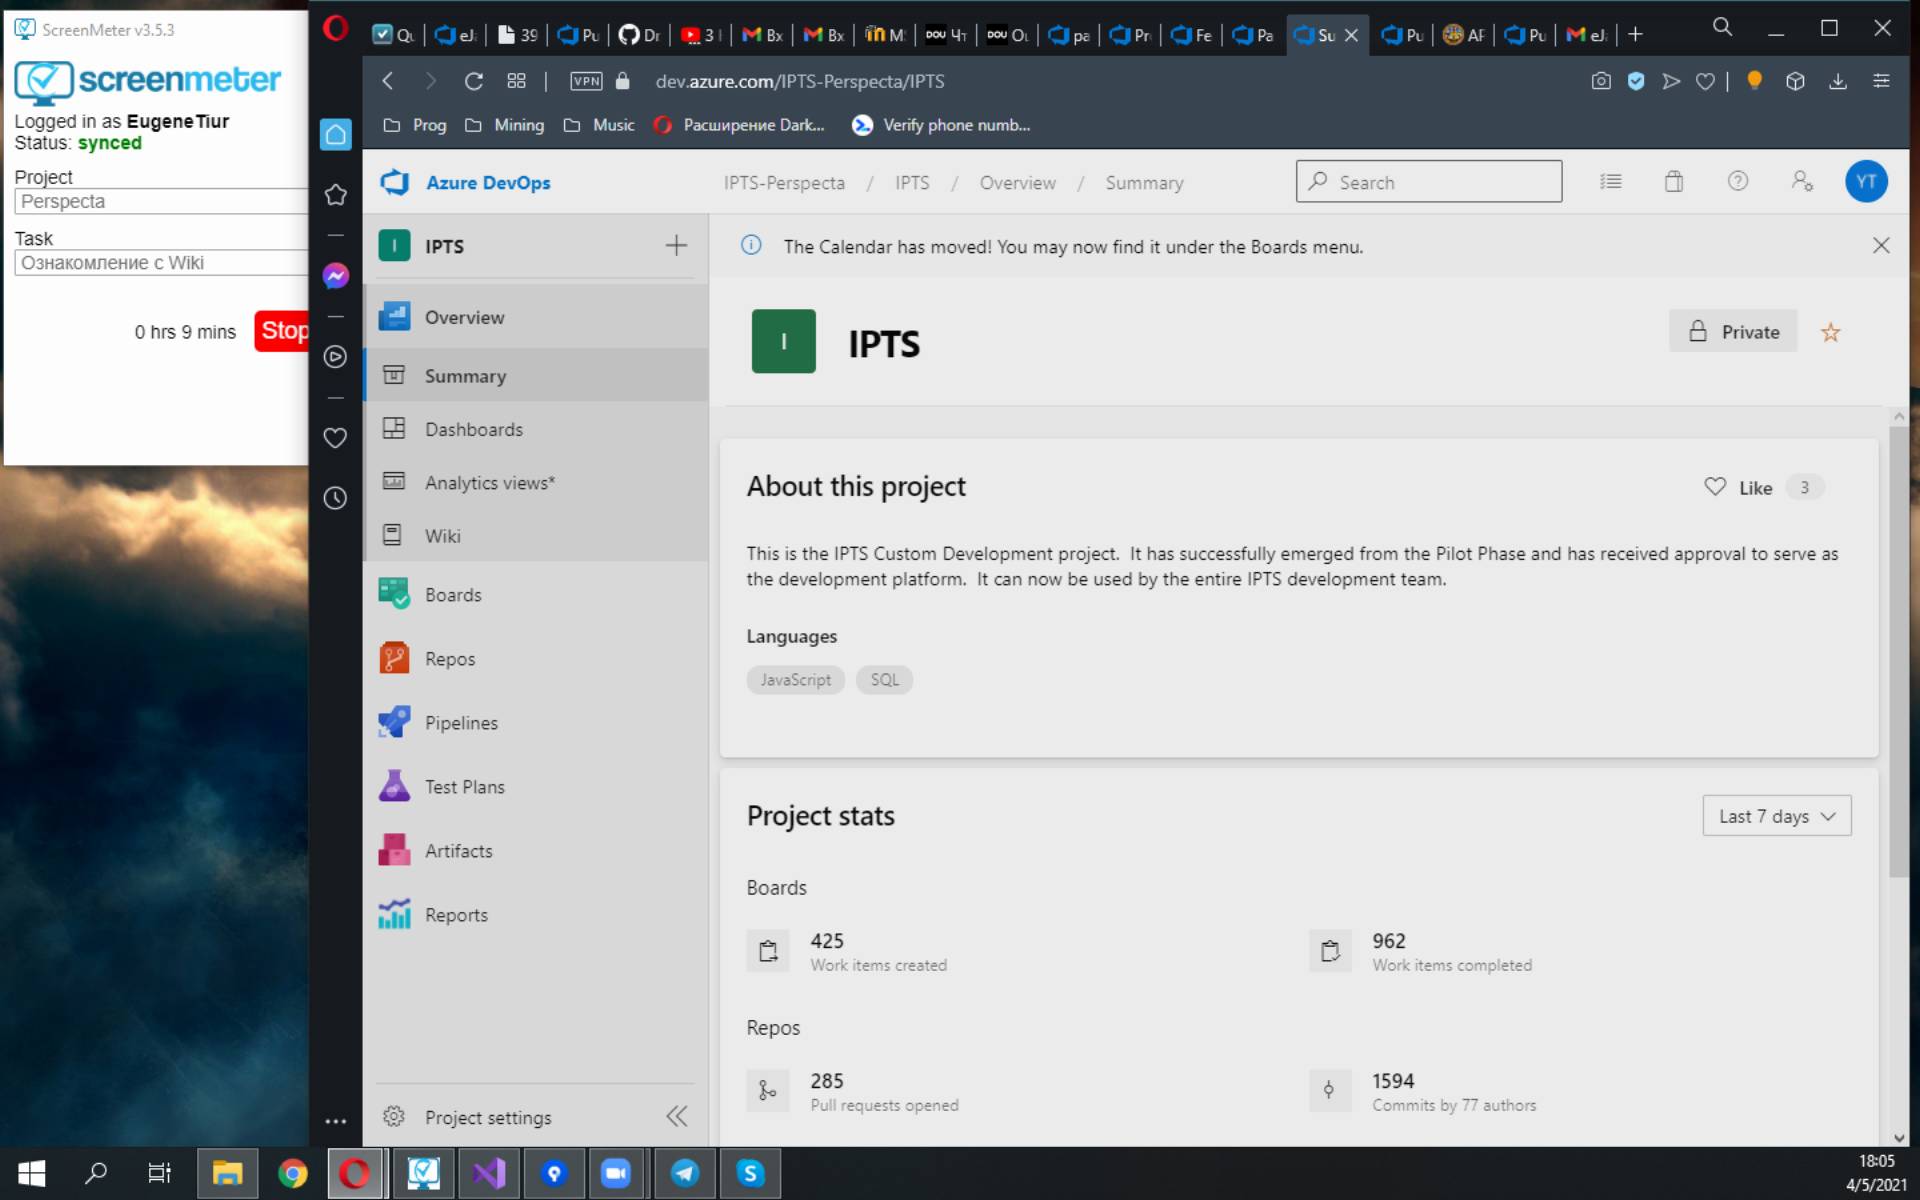 ScreenMeter v3.5.3
screenmeter
Logged in as EugeneTiur
Status: synced
Project
Perspecta
Task
Ознакомление с Wiki
0 hrs 9 mins
Stop
Qu
eJ
39
Pu
Dr
3
Вх
Вх
M
DOU Чт
DOU
pa
Pr
Fe
Pa
Su
Pu
AF
Pu
eJ
VPN
dev.azure.com/IPTS-Perspecta/IPTS
Prog
Mining
Music
Расширение Dark...
Verify phone numb...
Azure DevOps
IPTS-Perspecta / IPTS / Overview / Summary
Search
YT
I
IPTS
Overview
Summary
Dashboards
Analytics views*
Wiki
Boards
Repos
Pipelines
Test Plans
Artifacts
Reports
Project settings
The Calendar has moved! You may now find it under the Boards menu.
I
IPTS
Private
About this project
Like 3
This is the IPTS Custom Development project. It has successfully emerged from the Pilot Phase and has received approval to serve as
the development platform. It can now be used by the entire IPTS development team.
Languages
JavaScript SQL
Project stats
Last 7 days
Boards
425
Work items created
962
Work items completed
Repos
285
Pull requests opened
1594
Commits by 77 authors
18:05
4/5/2021